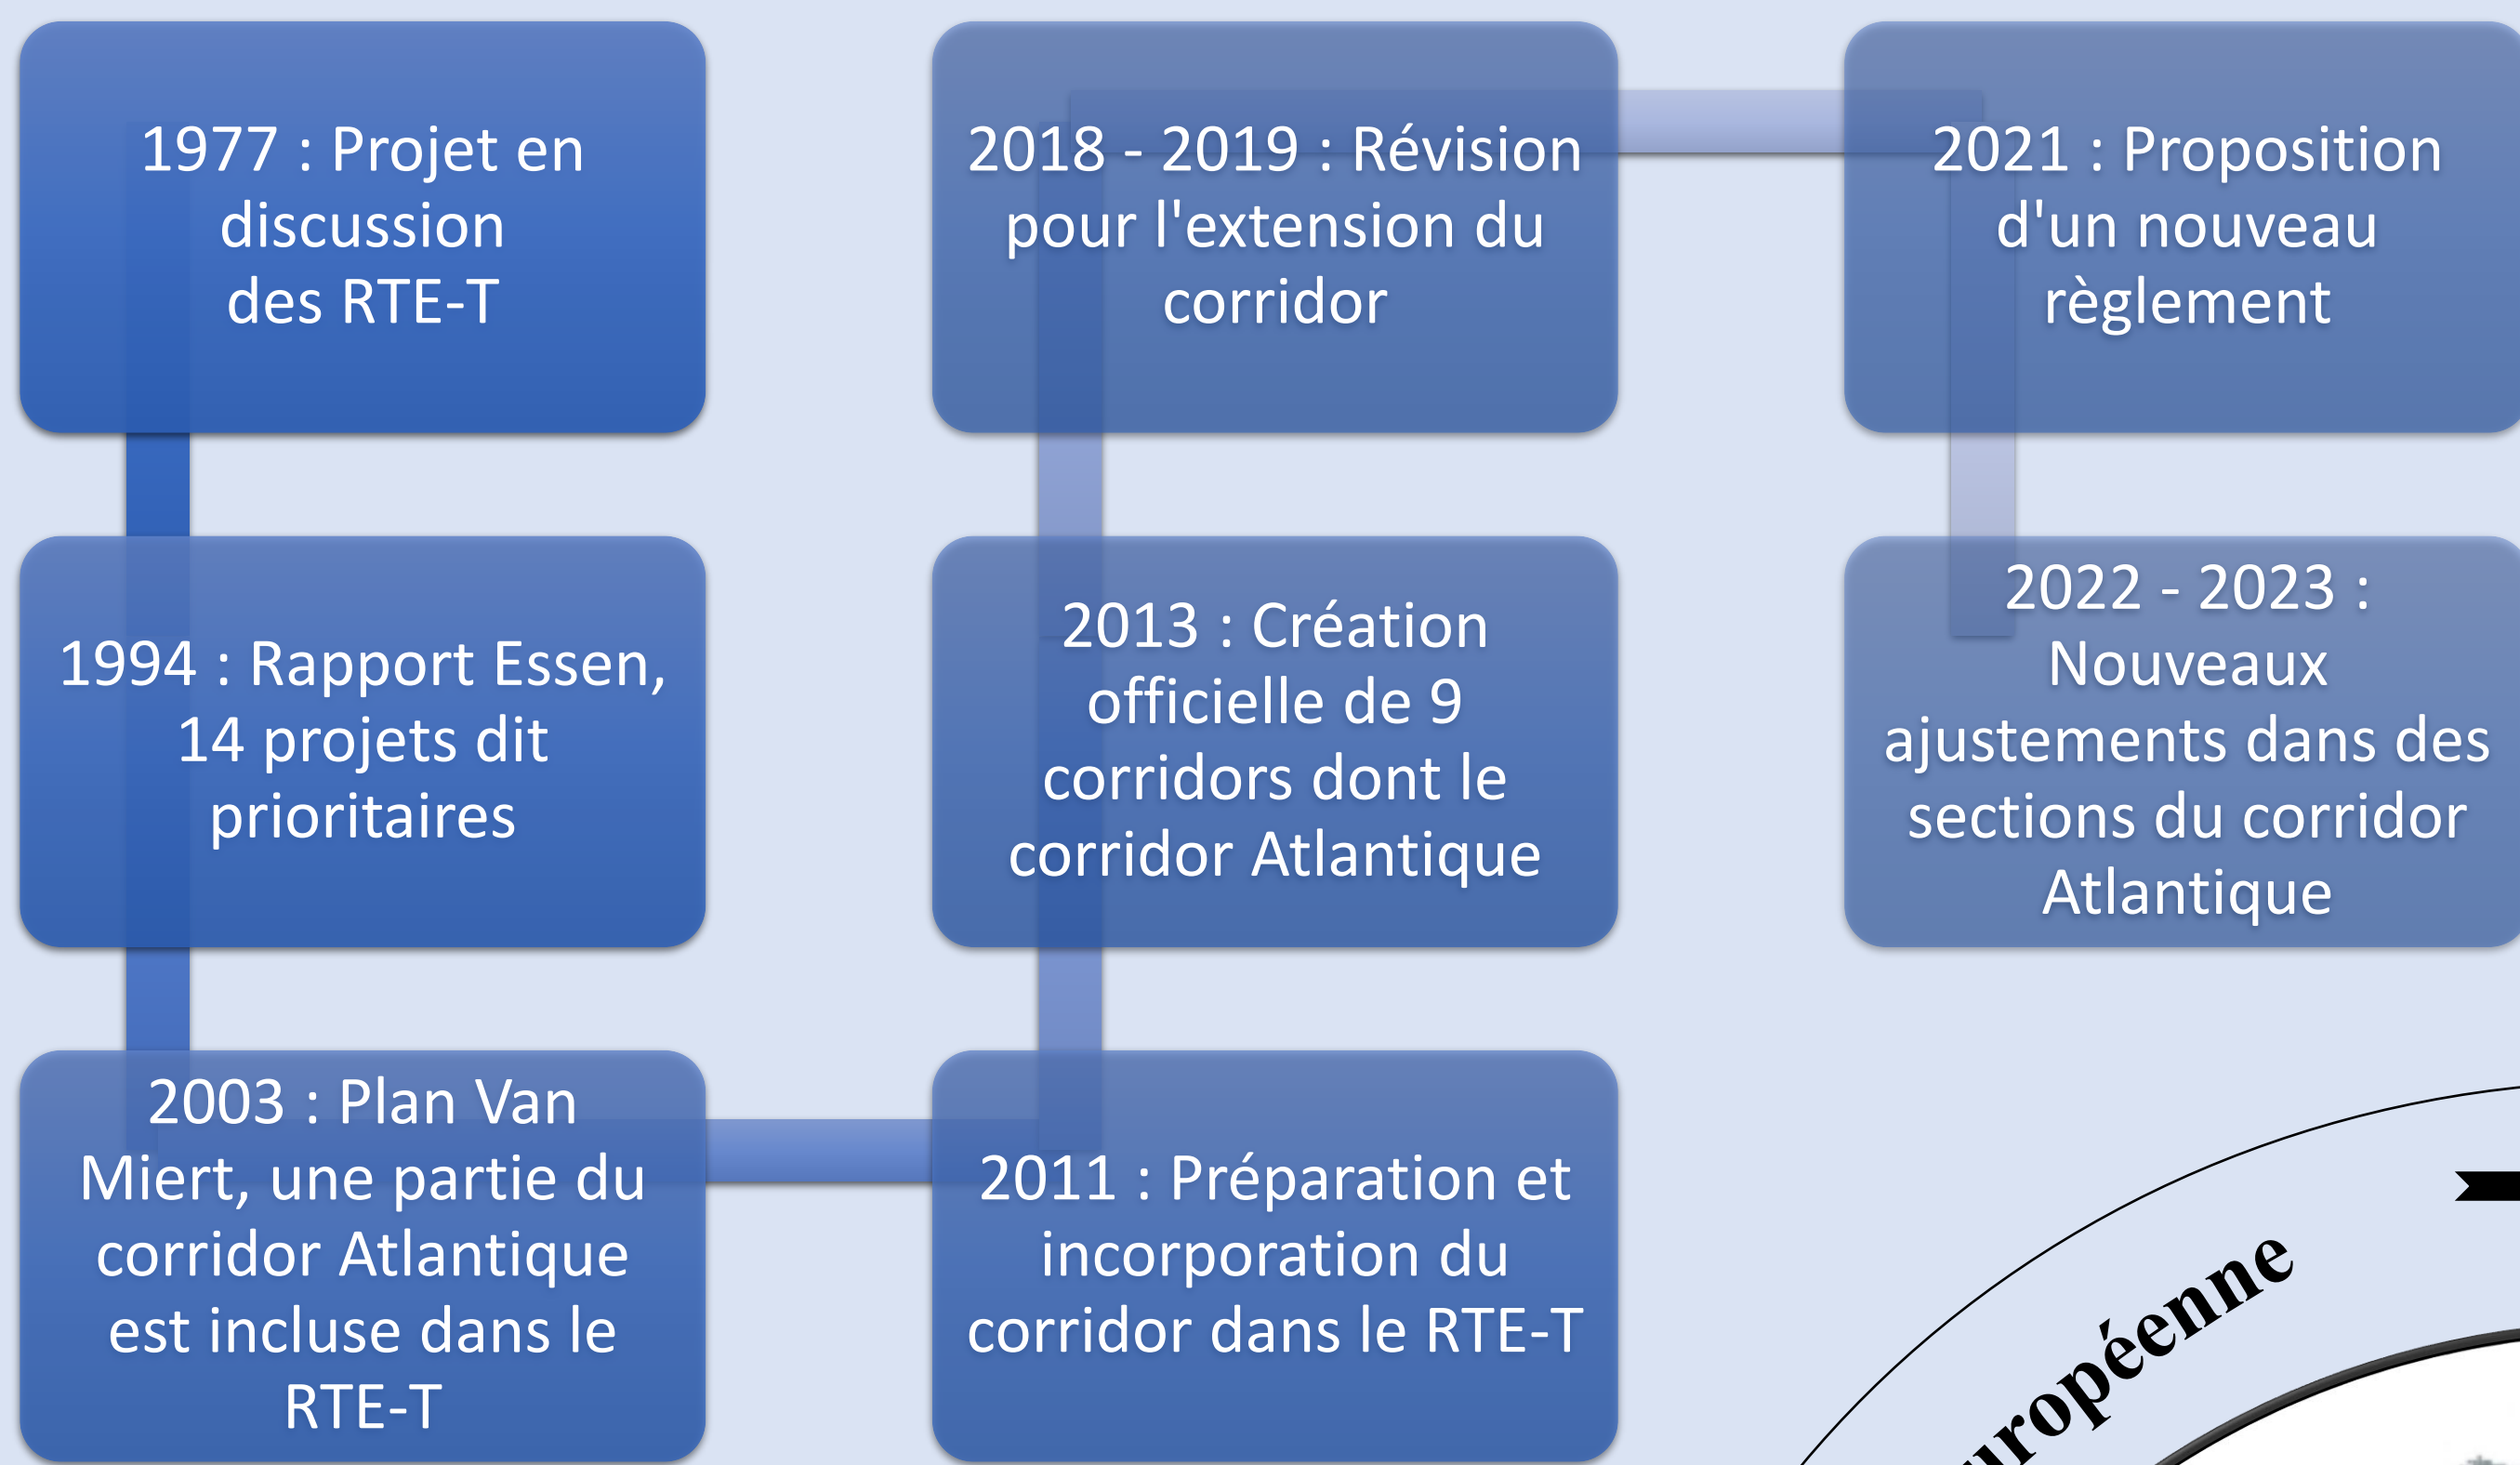 1977 : Projet en
discussion
des RTE-T
1994 : Rapport Essen,
14 projets dit
prioritaires
2003 : Plan Van
Miert, une partie du
corridor Atlantique
est incluse dans le
RTE-T
2011 : Préparation et
incorporation du
corridor dans le RTE-T
2013 : Création
officielle de 9
corridors dont le
corridor Atlantique
2018 - 2019 : Révision
pour l'extension du
corridor
2021 : Proposition
d'un nouveau
règlement
2022 - 2023 :
Nouveaux
ajustements dans des
sections du corridor
Atlantique
uropéenne